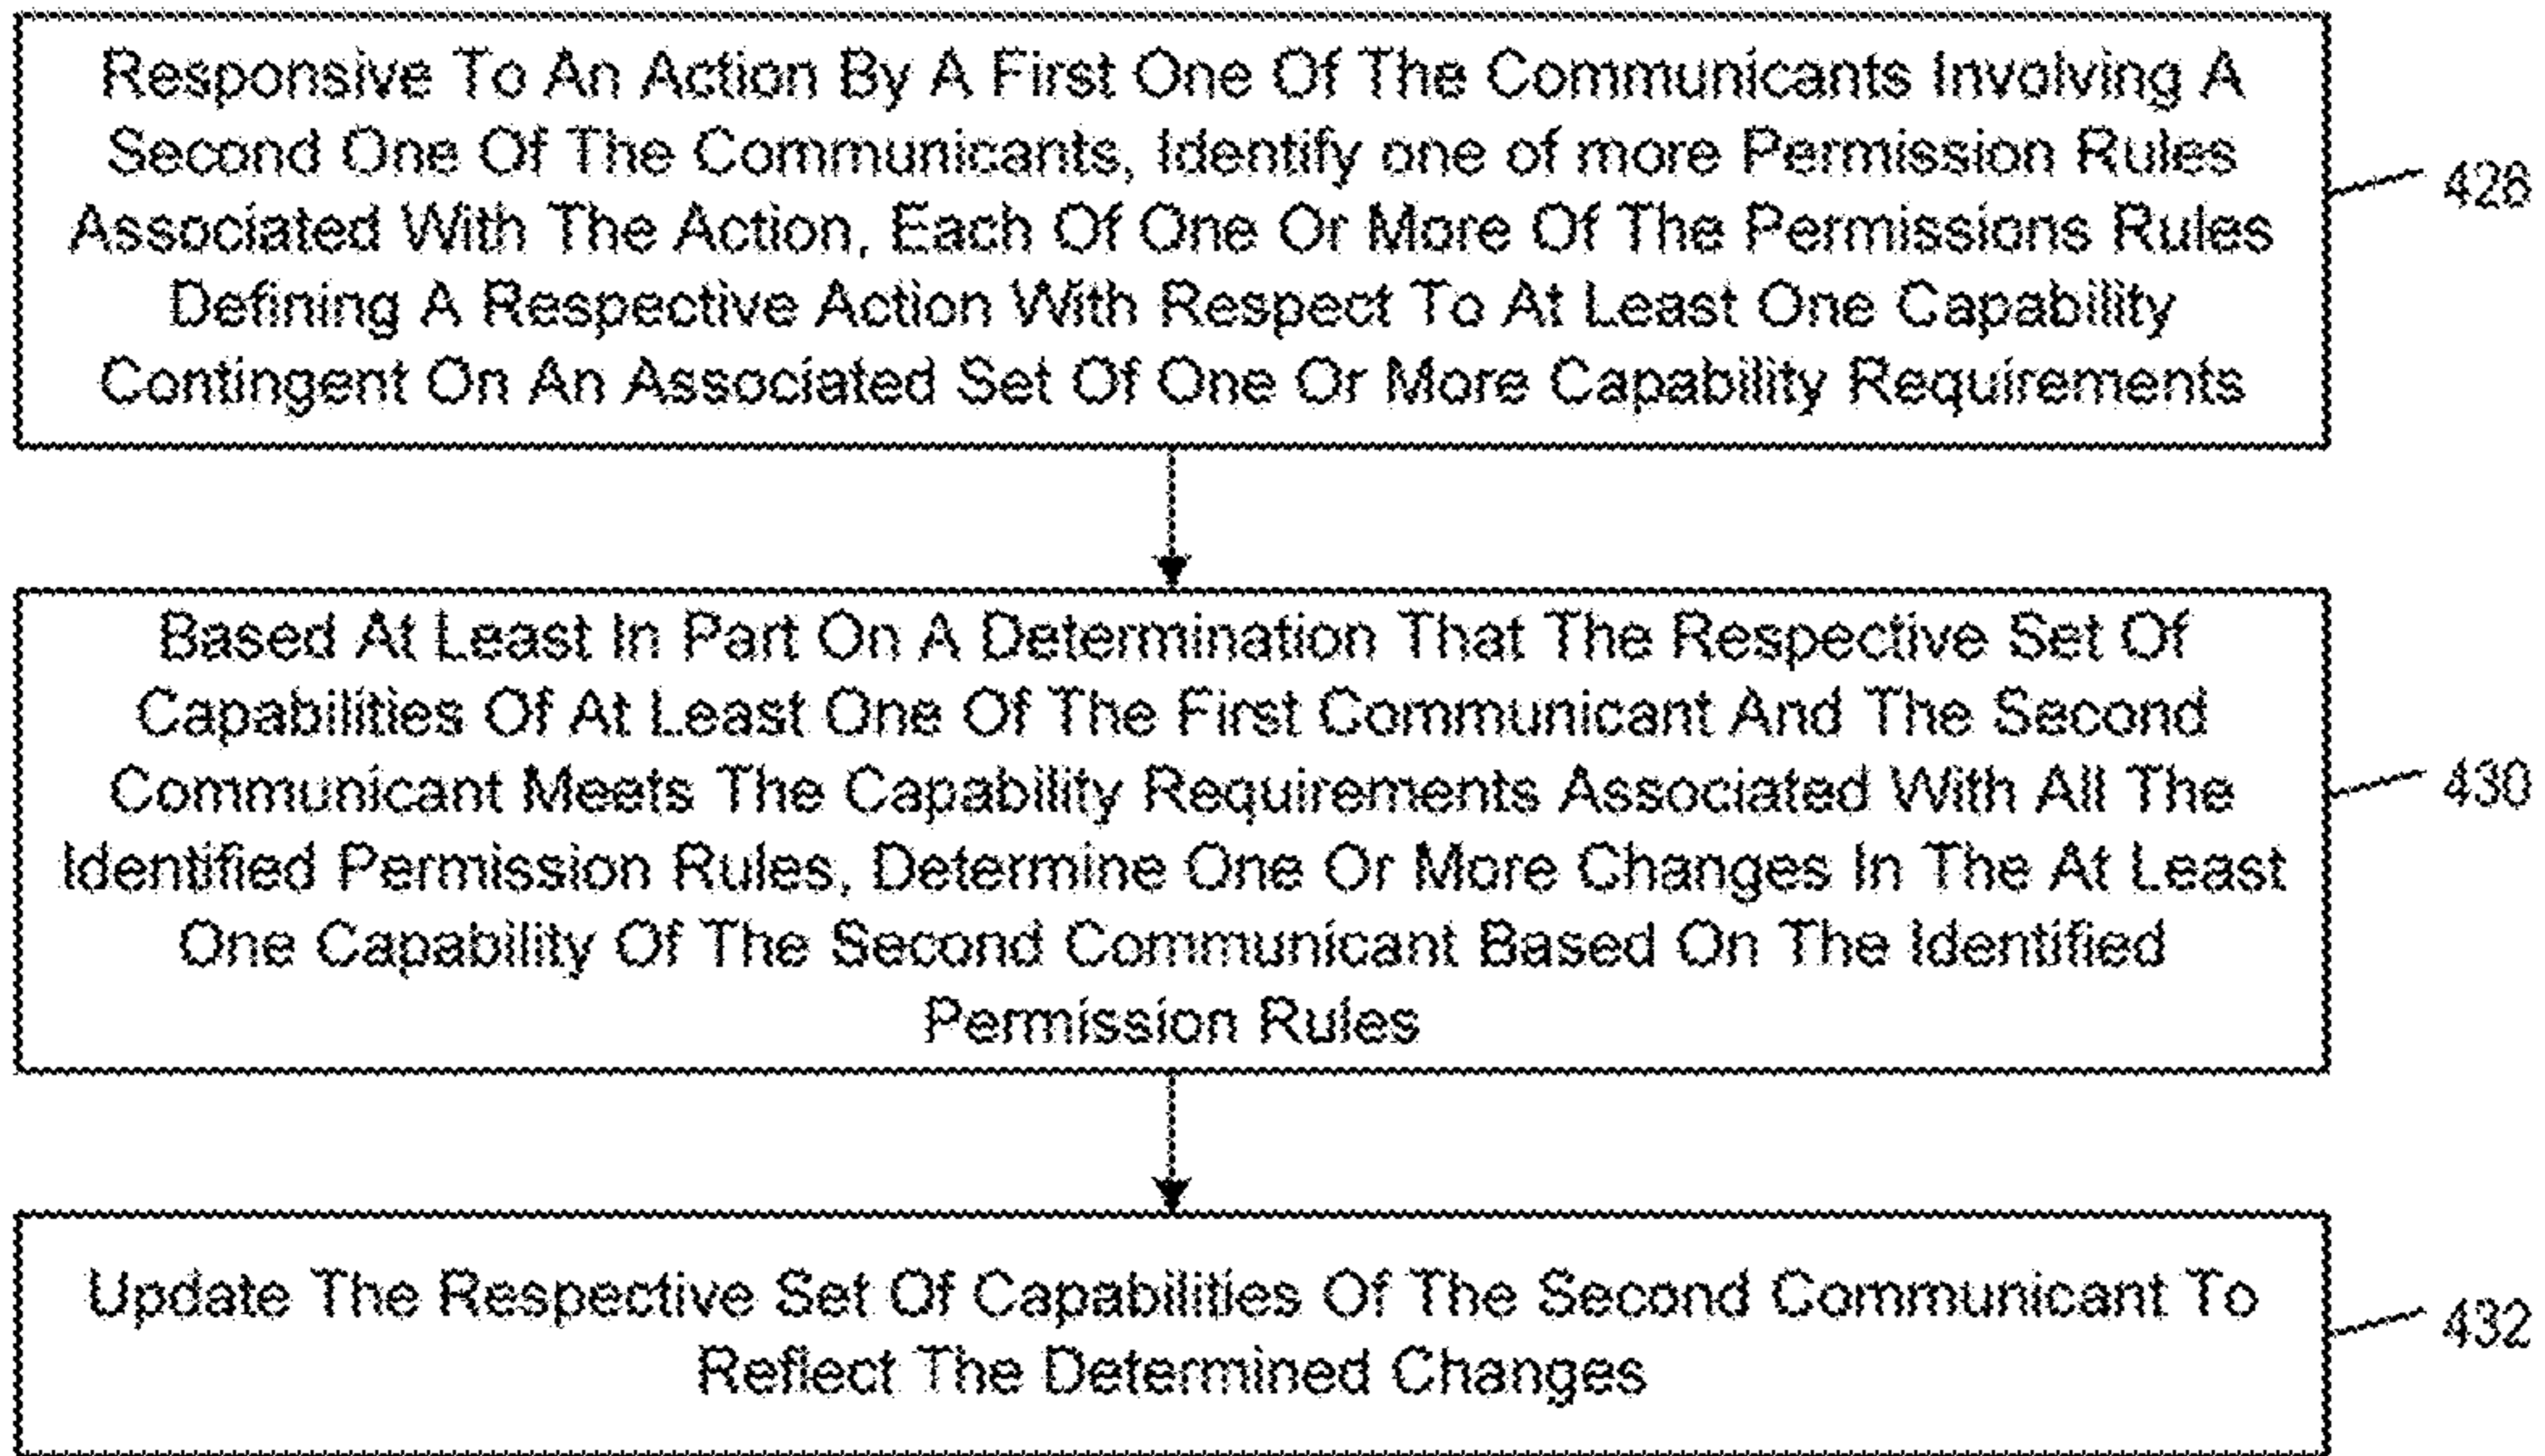 Responsive To An Action By A First One Of The Communicants Involving A
Second One Of The Communicants, Identify one of more Permission Rules
Associated With The Action, Each Of One Or More Of The Permissions Rules
Defining A Respective Action With Respect To At Least One Capability
Contingent On An Associated Set Of One Or More Capability Requirements
428
Based At Least In Part On A Determination That The Respective Set Of
Capabilities Of At Least One Of The First Communicant And The Second
Communicant Meets The Capability Requirements Associated With All The
Identified Permission Rules, Determine One Or More Changes In The At Least
One Capability Of The Second Communicant Based On The Identified
Permission Rules
430
Update The Respective Set Of Capabilities Of The Second Communicant To
Reflect The Determined Changes
432